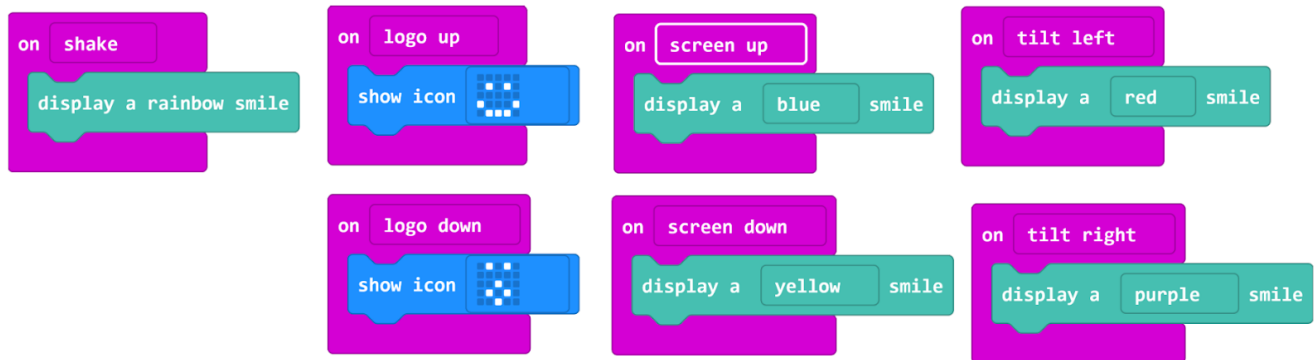 on shake
display a rainbow smile
on logo up
show icon
on screen up
display a blue smile
on tilt left
display a red smile
on logo down
show icon
on screen down
display a yellow smile
on tilt right
display a purple smile